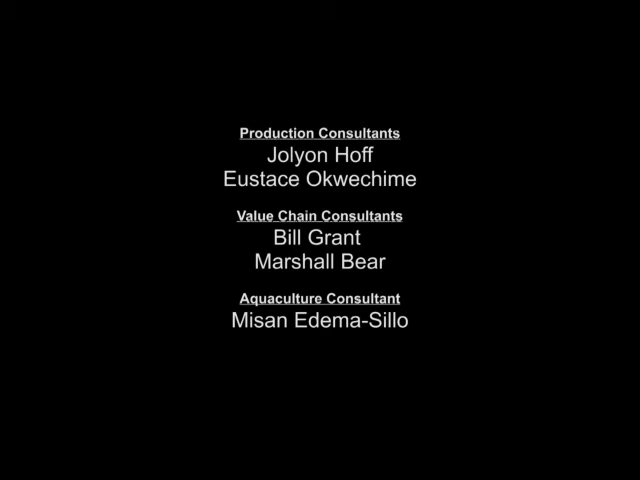 Production Consultants
Jolyon Hoff
Eustace Okwechime
Value Chain Consultants
Bill Grant
Marshall Bear
Aquaculture Consultant
Misan Edema-Sillo